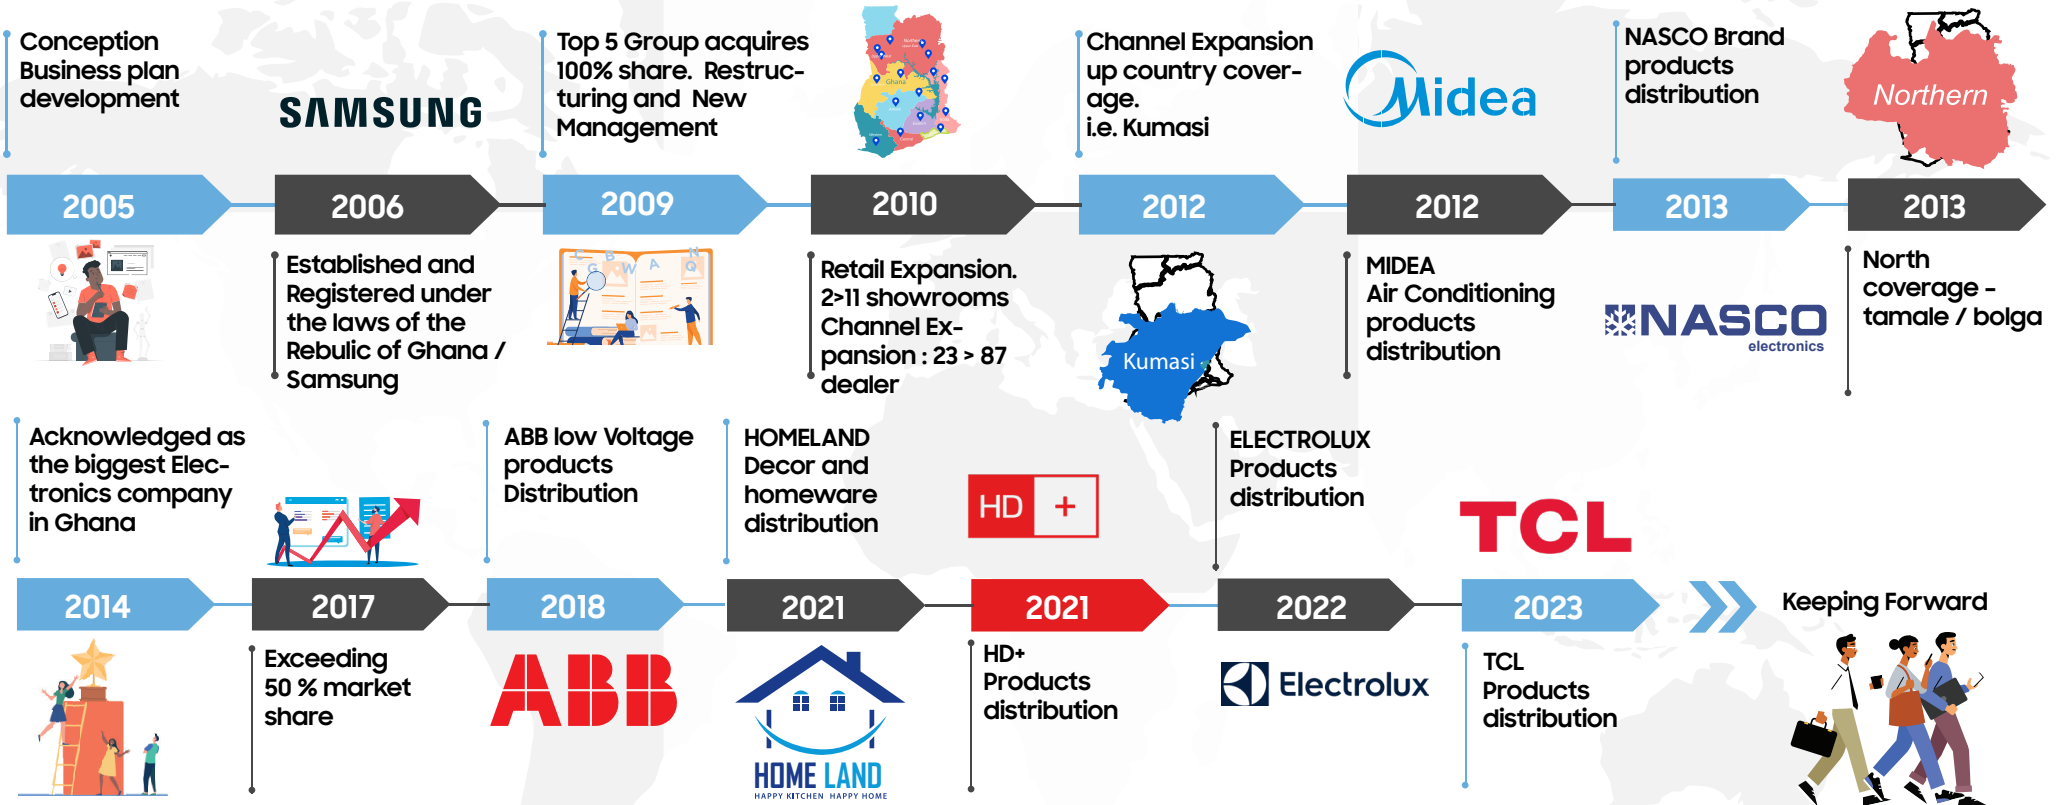 Conception
Business plan
development
SAMSUNG
Top 5 Group acquires
100% share. Restruc-
turing and New
Management
Ghana
Channel Expansion
up country cover-
age.
i.e. Kumasi
Midea
NASCO Brand
products
distribution
Northern
2005
2006
2009
2010
2012
2012
2013
2013
Established and
Registered under
the laws of the
Rebulic of Ghana /
Samsung
C
B
G
W
A
N
Q
Retail Expansion.
2>11 showrooms
Channel Ex-
pansion : 23 > 87
dealer
Kumasi
MIDEA
Air Conditioning
products
distribution
NASCO
electronics
North
coverage -
tamale / bolga
Acknowledged as
the biggest Elec-
tronics company
in Ghana
ABB low Voltage
products
Distribution
HOMELAND
Decor and
homeware
distribution
HD +
ELECTROLUX
Products
distribution
TCL
2014
2017
2018
2021
2021
2022
2023
Keeping Forward
Exceeding
50 % market
share
ABB
HOME LAND
HAPPY KITCHEN HAPPY HOME
HD+
Products
distribution
Electrolux
TCL
Products
distribution